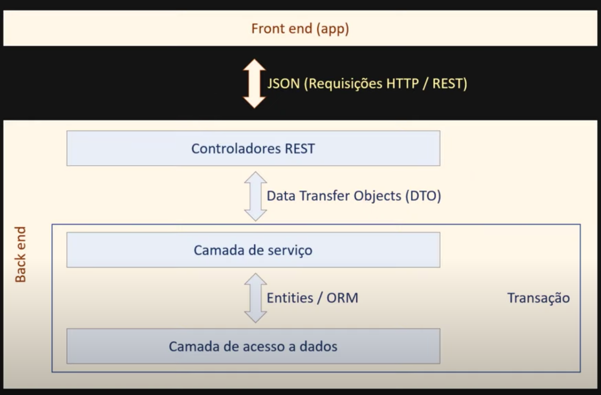 Front end (app)
JSON (Requisições HTTP / REST)
Controladores REST
Data Transfer Objects (DTO)
Back end
Camada de serviço
Entities / ORM
Transação
Camada de acesso a dados